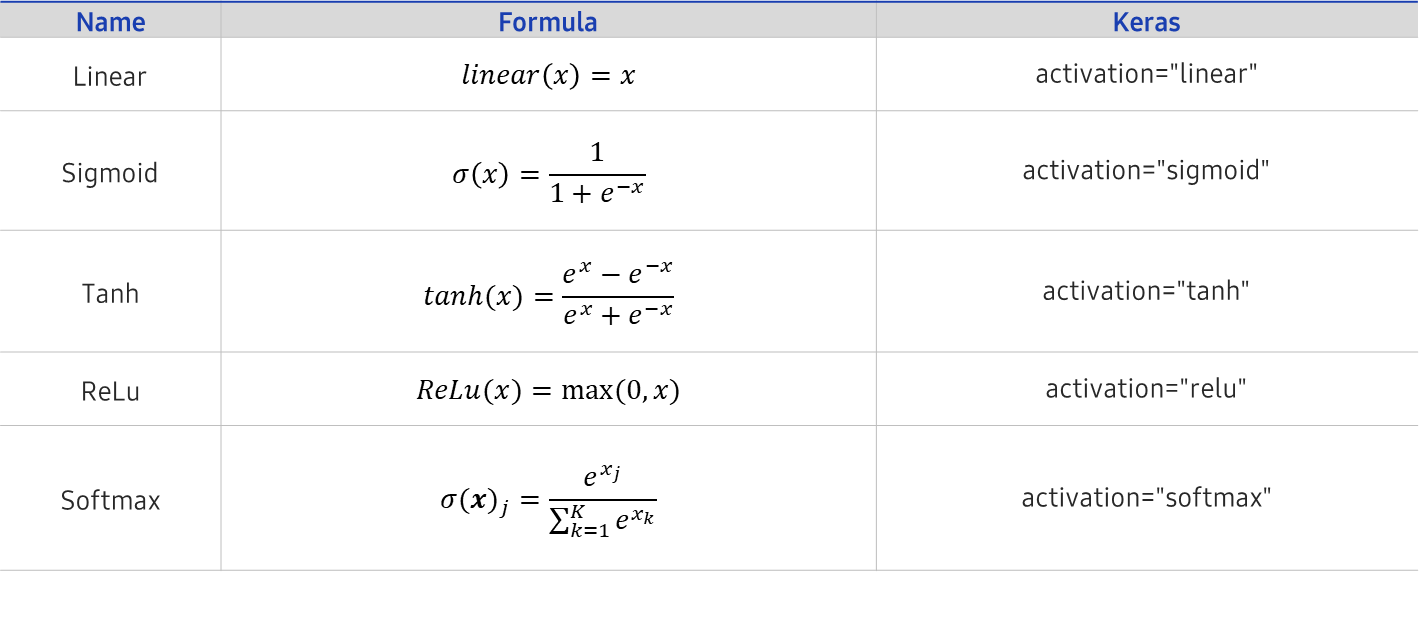 Name Formula Keras
Linear linear(x) = x activation="linear"
Sigmoid σ(x) = 1 / (1 + e^{−x}) activation="sigmoid"
Tanh tanh(x) = (e^x − e^{−x}) / (e^x + e^{−x}) activation="tanh"
ReLu ReLu(x) = max(0, x) activation="relu"
Softmax σ(x)_j = e^{x_j} / ∑_{k=1}^{K} e^{x_k} activation="softmax"